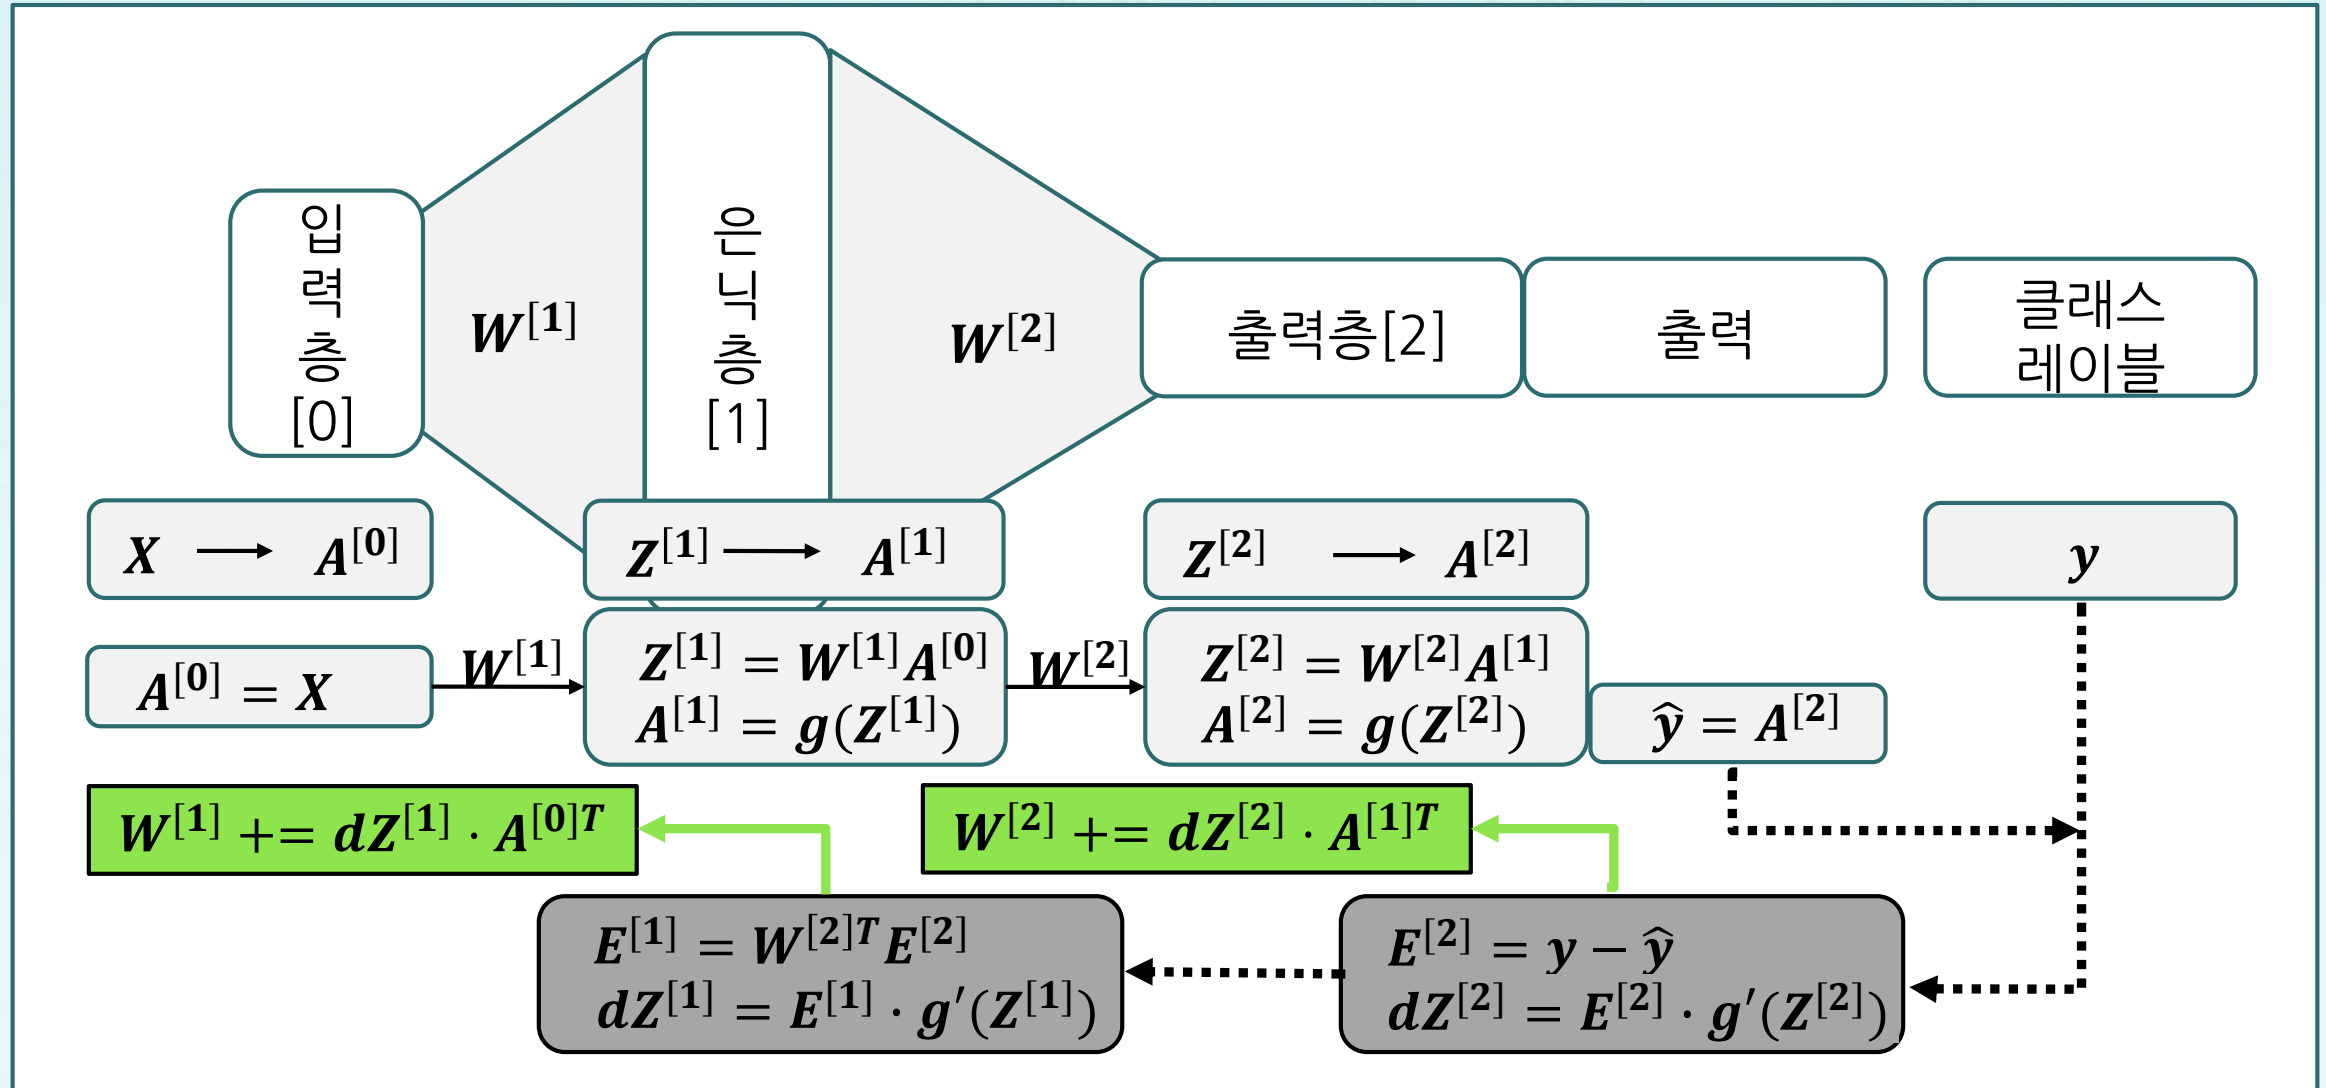 입
력
층
[0]
W^[1]
은
닉
층
[1]
W^[2]
출력층[2]
출력
클래스
레이블
X → A^[0]
Z^[1] → A^[1]
Z^[2] → A^[2]
y
A^[0] = X
W^[1]
Z^[1] = W^[1]A^[0]
A^[1] = g(Z^[1])
W^[2]
Z^[2] = W^[2]A^[1]
A^[2] = g(Z^[2])
ŷ = A^[2]
W^[1] += dZ^[1] · A^[0]T
W^[2] += dZ^[2] · A^[1]T
E^[1] = W^[2]T E^[2]
dZ^[1] = E^[1] · g′(Z^[1])
E^[2] = y − ŷ
dZ^[2] = E^[2] · g′(Z^[2])